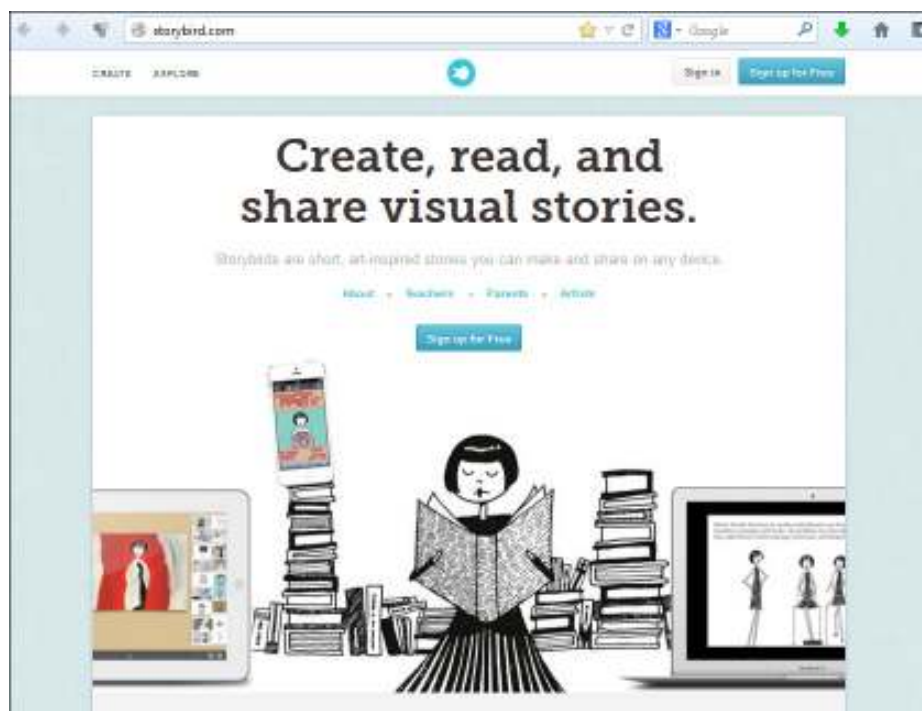 storybird.com
Google
CREATE EXPLORE
Sign in
Sign up for Free
Create, read, and
share visual stories.
Storybirds are short, art-inspired stories you can make and share on any device.
About • Teachers • Parents • Artists
Sign up for Free